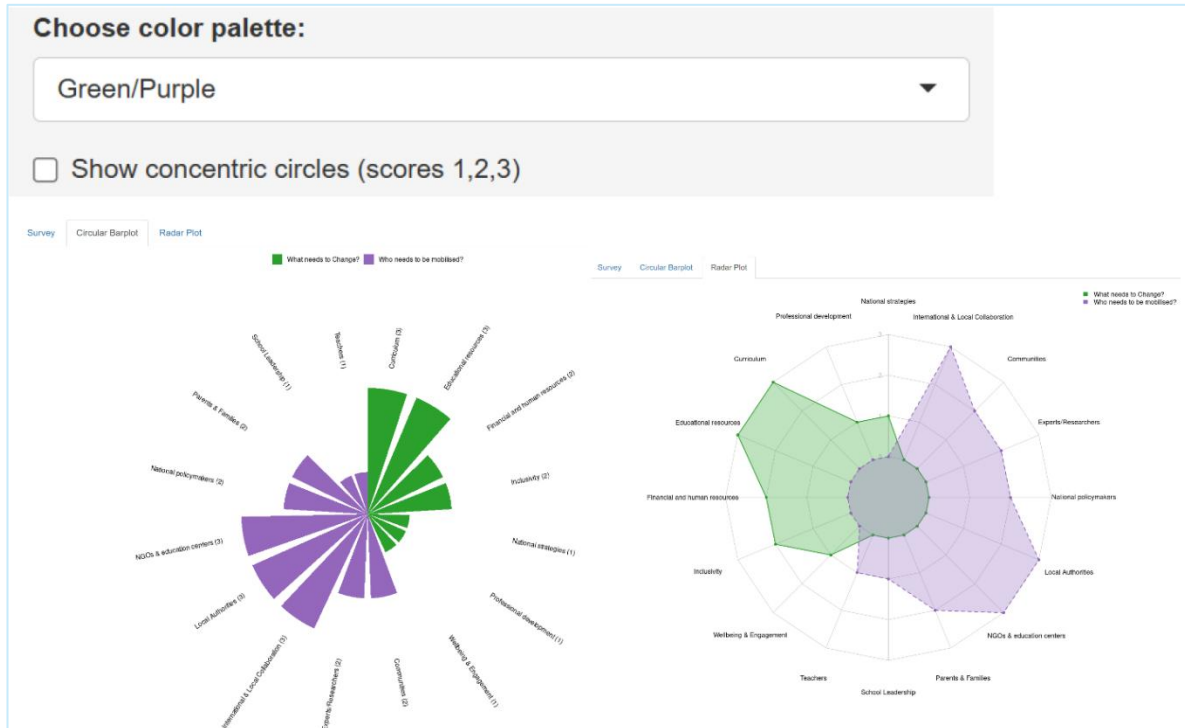 Choose color palette:
Green/Purple
Show concentric circles (scores 1,2,3)
Survey Circular Barplot Radar Plot
What needs to Change? Who needs to be mobilised?
Teachers (1)
Curriculum (3)
Educational resources (3)
Financial and human resources (2)
Inclusivity (2)
National strategies (1)
Professional development (1)
Wellbeing & Engagement (1)
Communities (2)
Experts/Researchers (2)
International & Local Collaboration (3)
Local Authorities (3)
NGOs & education centers (3)
National policymakers (2)
Parents & Families (2)
School Leadership (1)
Survey Circular Barplot Radar Plot
What needs to Change?
Who needs to be mobilised?
National strategies
International & Local Collaboration
Communities
Experts/Researchers
National policymakers
Local Authorities
NGOs & education centers
Parents & Families
School Leadership
Teachers
Wellbeing & Engagement
Inclusivity
Financial and human resources
Educational resources
Curriculum
Professional development
3
2